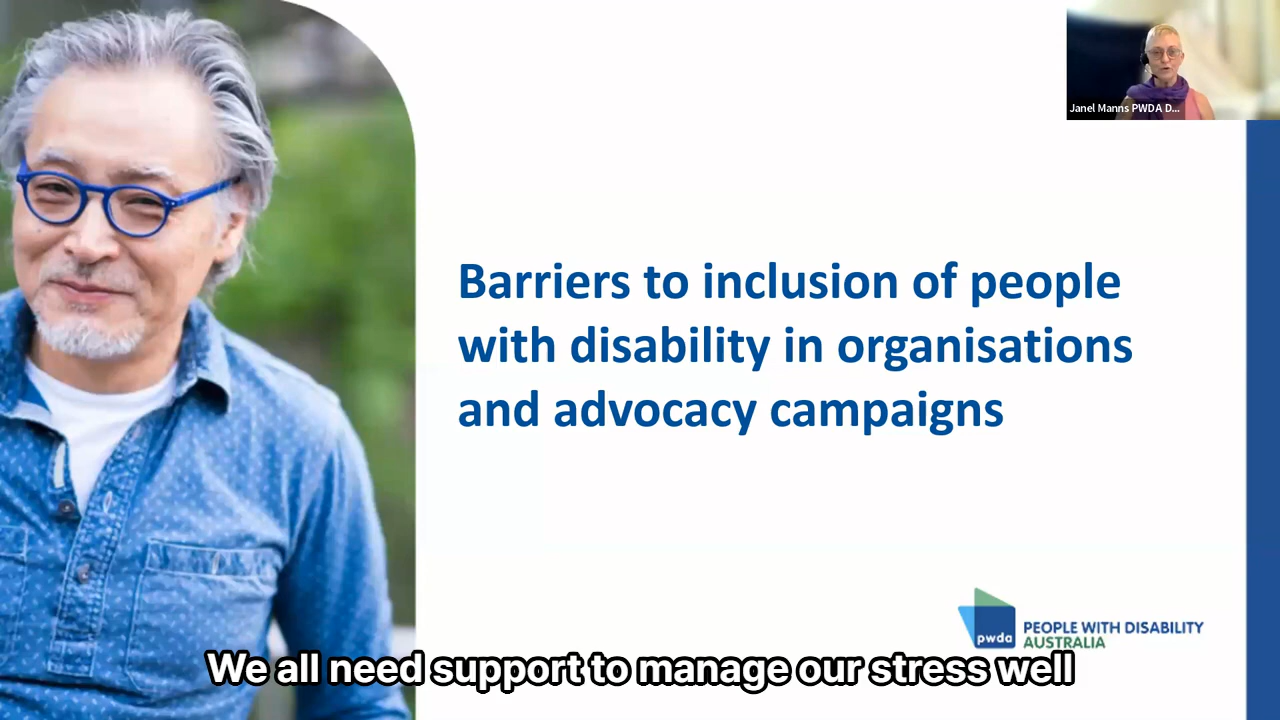 Janel Manns PWDA D...
Barriers to inclusion of people
with disability in organisations
and advocacy campaigns
pwda
PEOPLE WITH DISABILITY
AUSTRALIA
We all need support to manage our stress well